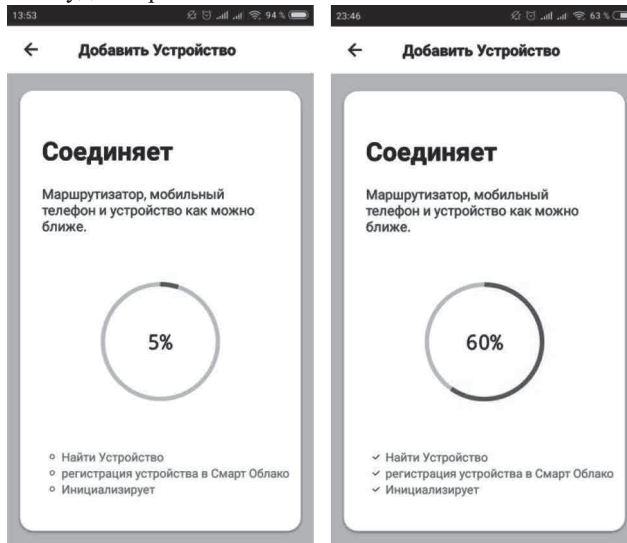 13:53 94 %
Добавить Устройство
Соединяет
Маршрутизатор, мобильный
телефон и устройство как можно
ближе.
5%
Найти Устройство
регистрация устройства в Смарт Облако
Инициализирует
23:46 63 %
Добавить Устройство
Соединяет
Маршрутизатор, мобильный
телефон и устройство как можно
ближе.
60%
Найти Устройство
регистрация устройства в Смарт Облако
Инициализирует